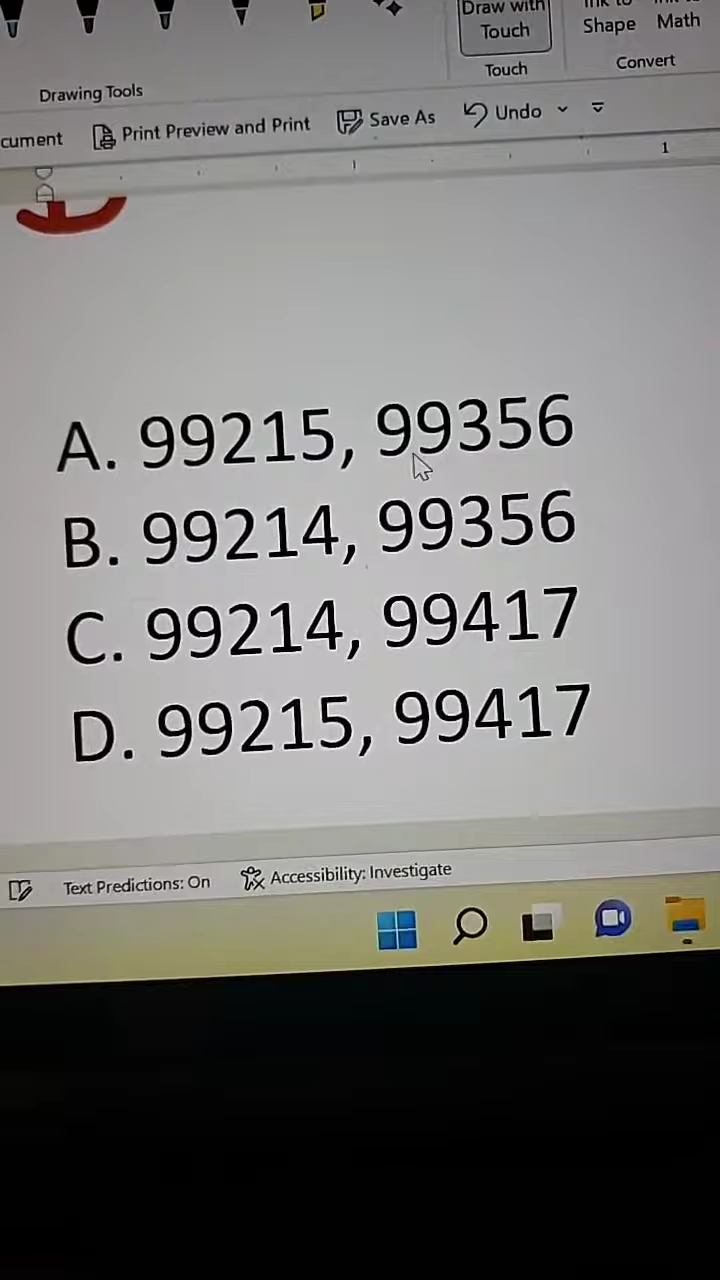 Draw with
Touch
Shape
Math
Touch
Convert
Drawing Tools
cument
Print Preview and Print
Save As
Undo
1
A. 99215, 99356
B. 99214, 99356
C. 99214, 99417
D. 99215, 99417
Text Predictions: On
Accessibility: Investigate